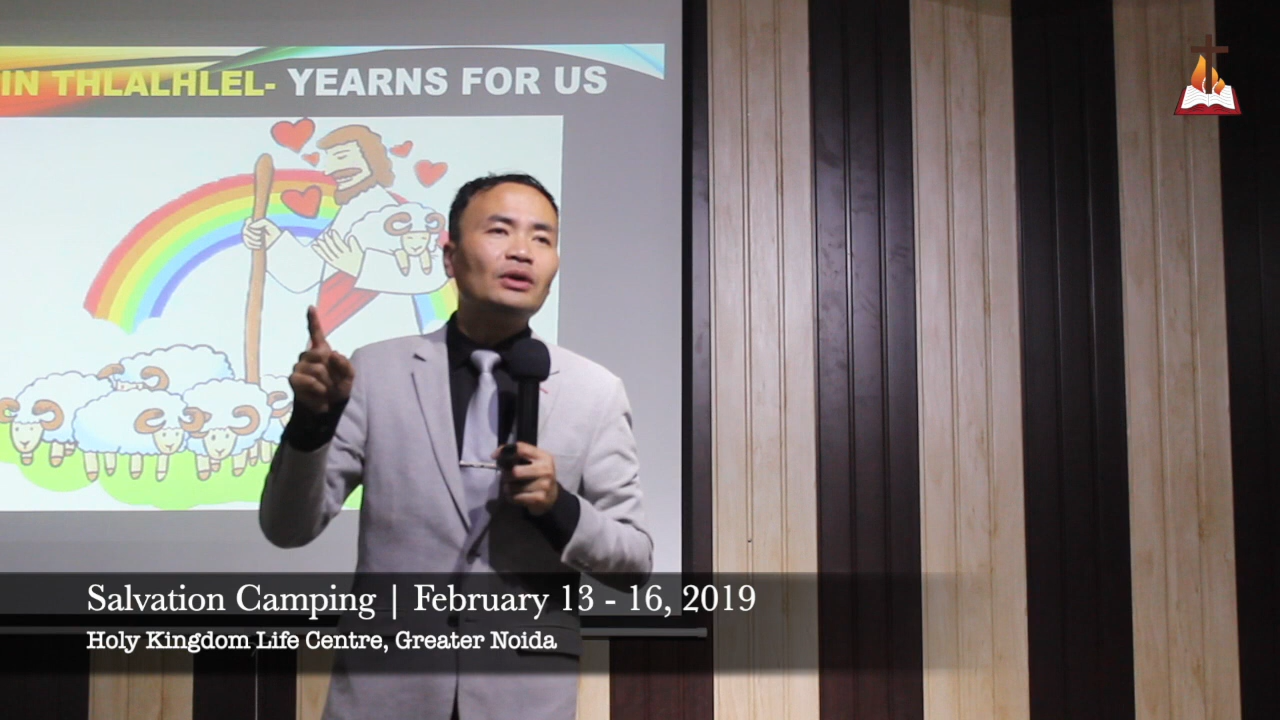 IN THLALHLEL- YEARNS FOR US
Salvation Camping | February 13 - 16, 2019
Holy Kingdom Life Centre, Greater Noida